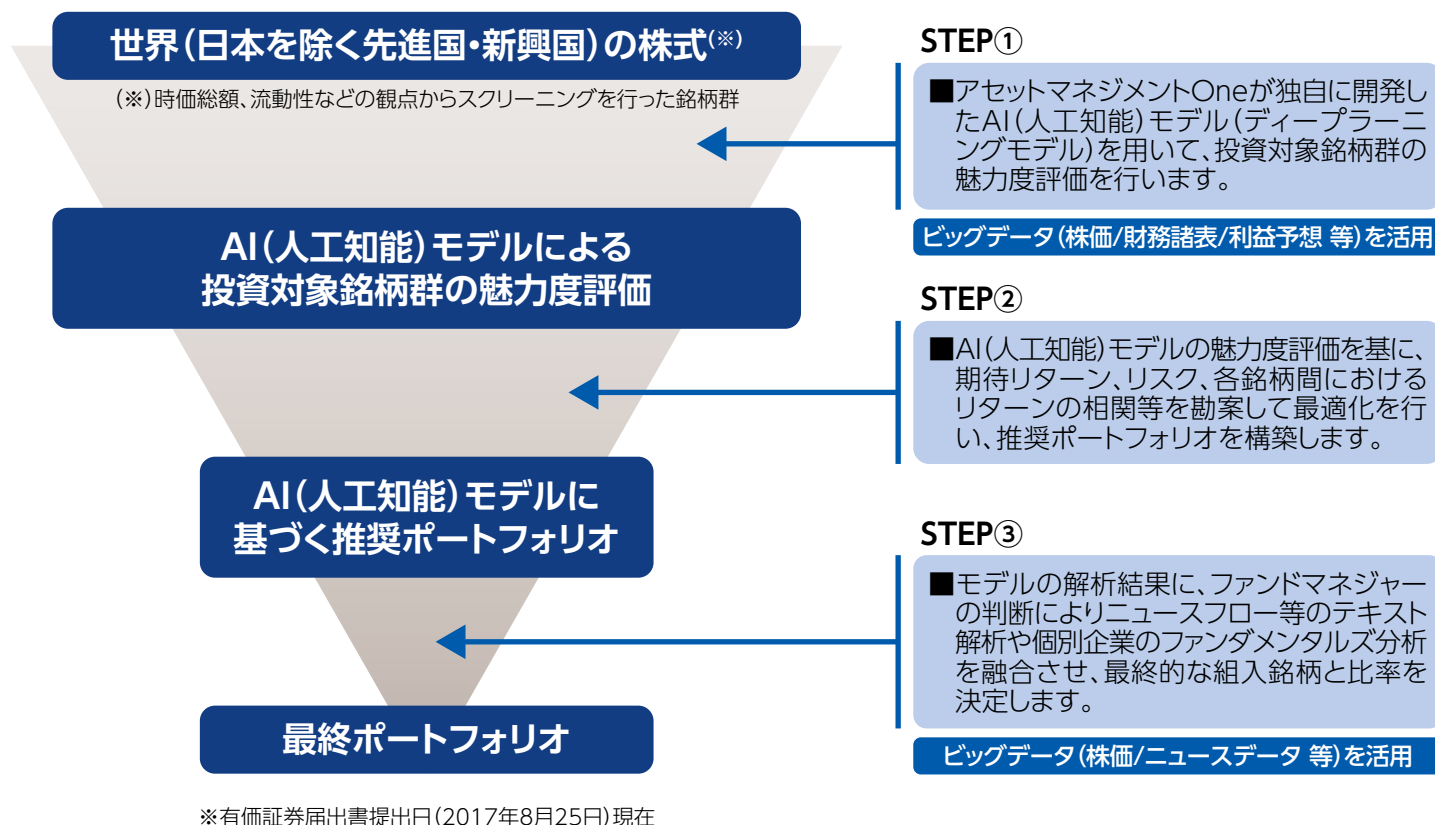 世界(日本を除く先進国・新興国)の株式(※)
(※)時価総額、流動性などの観点からスクリーニングを行った銘柄群
AI(人工知能)モデルによる
投資対象銘柄群の魅力度評価
AI(人工知能)モデルに
基づく推奨ポートフォリオ
最終ポートフォリオ
※有価証券届出書提出日(2017年8月25日)現在
STEP①
■アセットマネジメントOneが独自に開発し
たAI(人工知能)モデル(ディープラーニ
ングモデル)を用いて、投資対象銘柄群の
魅力度評価を行います。
ビッグデータ(株価/財務諸表/利益予想 等)を活用
STEP②
■AI(人工知能)モデルの魅力度評価を基に、
期待リターン、リスク、各銘柄間における
リターンの相関等を勘案して最適化を行
い、推奨ポートフォリオを構築します。
STEP③
■モデルの解析結果に、ファンドマネジャー
の判断によりニュースフロー等のテキスト
解析や個別企業のファンダメンタルズ分析
を融合させ、最終的な組入銘柄と比率を
決定します。
ビッグデータ(株価/ニュースデータ 等)を活用